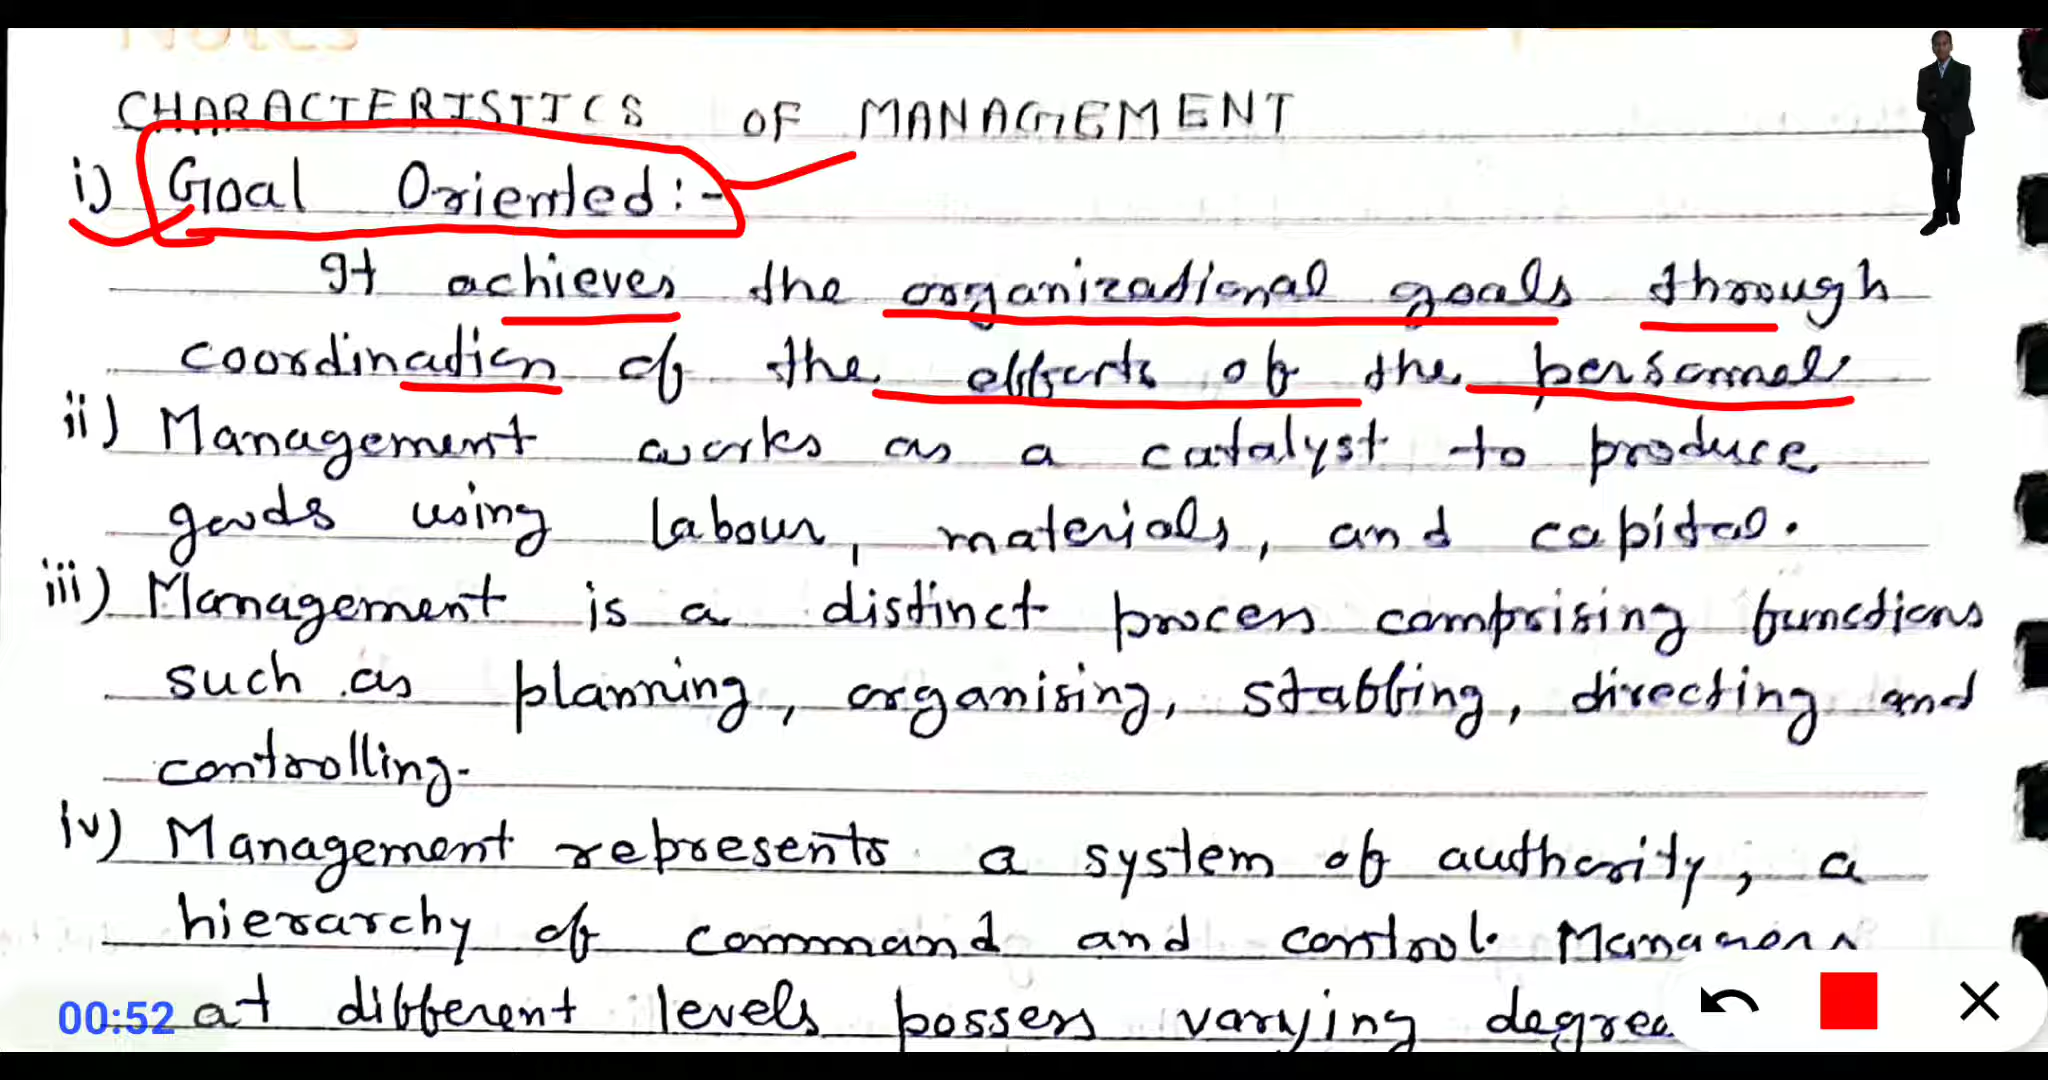 Notes
CHARACTERISTICS OF MANAGEMENT
i) Goal Oriented:-
It achieves the organizational goals through
coordination of the efforts of the personnel
ii) Management works as a catalyst to produce
goods using labour, materials, and capital.
iii) Management is a distinct process comprising functions
such as planning, organising, staffing, directing and
controlling.
iv) Management represents a system of authority, a
hierarchy of command and control. Managers
at different levels possess varying degree
00:52